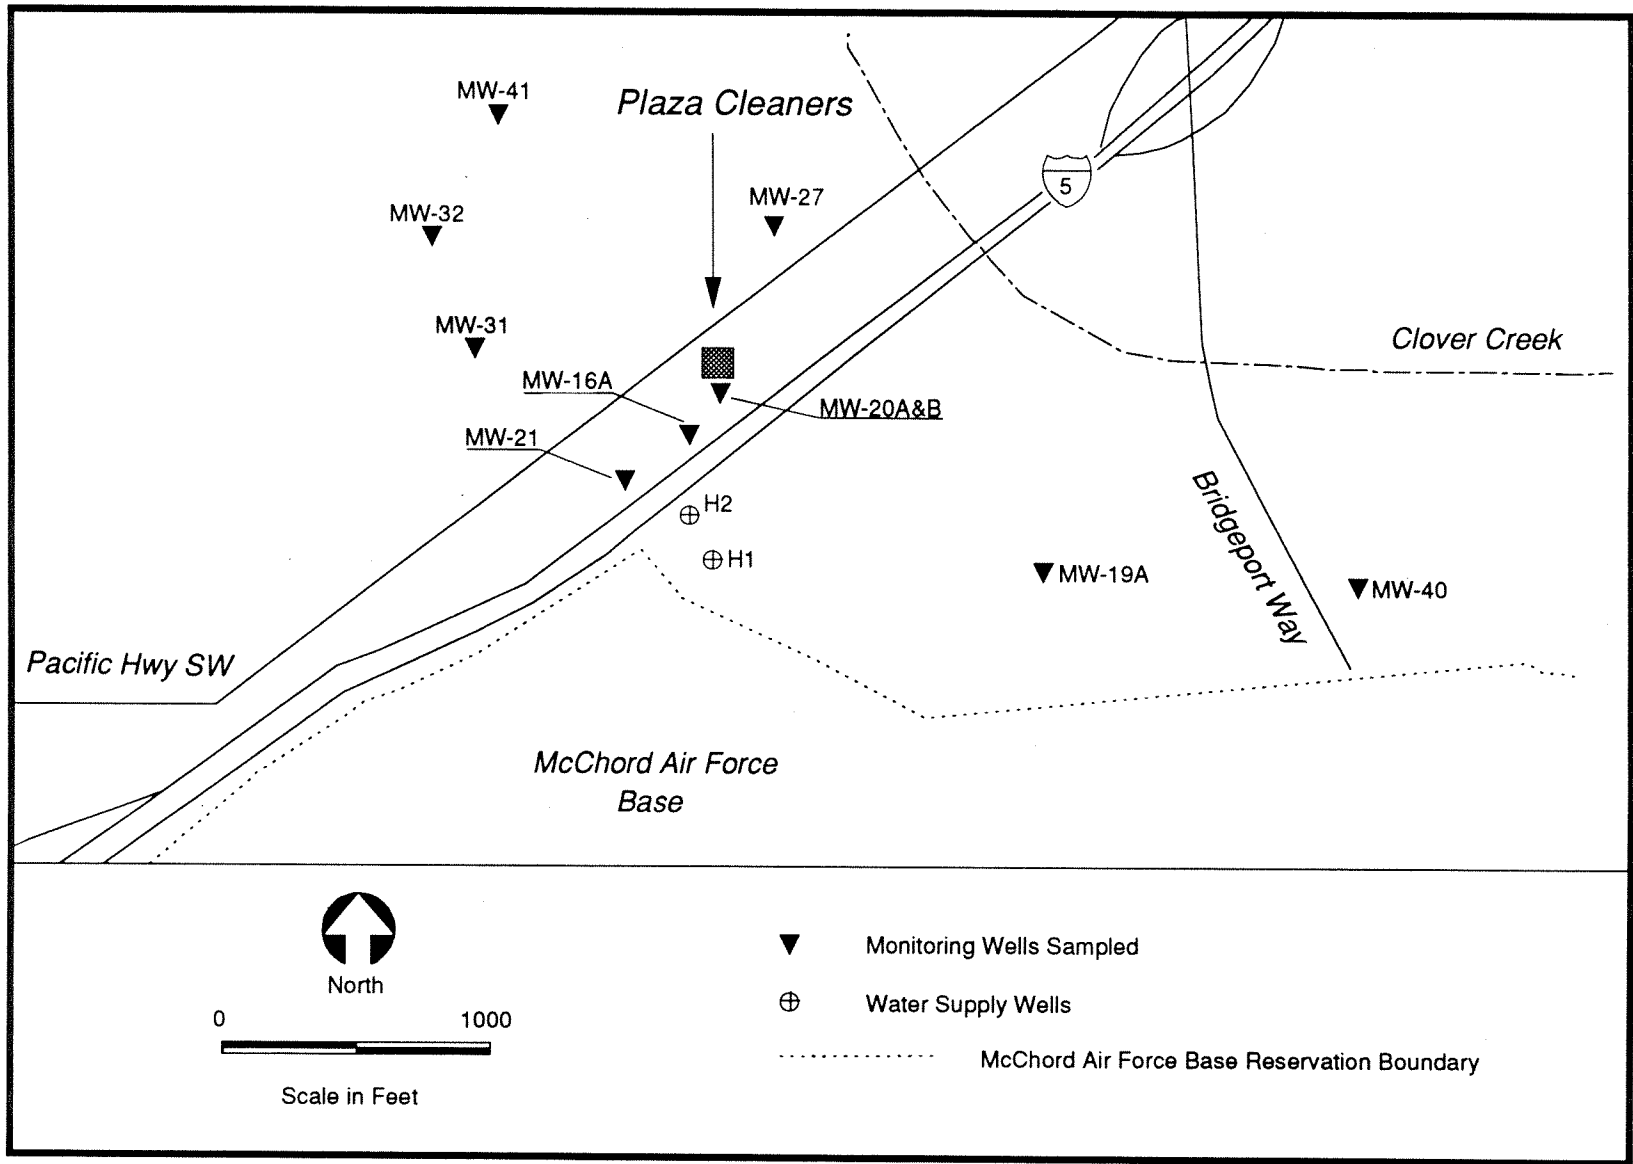 MW-41
Plaza Cleaners
MW-27
MW-32
5
MW-31
Clover Creek
MW-16A
MW-20A&B
MW-21
H2
Bridgeport Way
H1
MW-19A
MW-40
Pacific Hwy SW
McChord Air Force
Base
North
0 1000
Scale in Feet
Monitoring Wells Sampled
Water Supply Wells
McChord Air Force Base Reservation Boundary